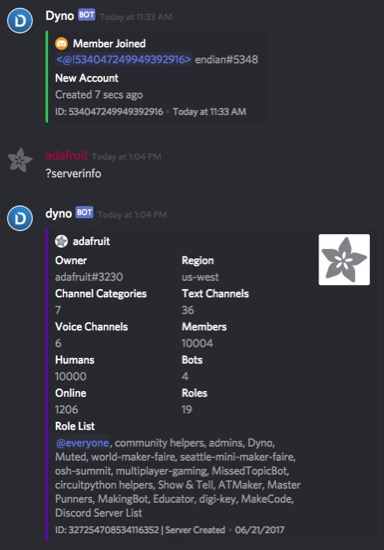 Dyno BOT Today at 11:33 AM
Member Joined
<@!534047249949392916> endian#5348
New Account
Created 7 secs ago
ID: 534047249949392916 • Today at 11:33 AM
adafruit Today at 1:04 PM
?serverinfo
dyno BOT Today at 1:04 PM
adafruit
Owner Region
adafruit#3230 us-west
Channel Categories Text Channels
7 36
Voice Channels Members
6 10004
Humans Bots
10000 4
Online Roles
1206 19
Role List
@everyone, community helpers, admins, Dyno,
Muted, world-maker-faire, seattle-mini-maker-faire,
osh-summit, multiplayer-gaming, MissedTopicBot,
circuitpython helpers, Show & Tell, ATMaker, Master
Punners, MakingBot, Educator, digi-key, MakeCode,
Discord Server List
ID: 327254708534116352 | Server Created • 06/21/2017